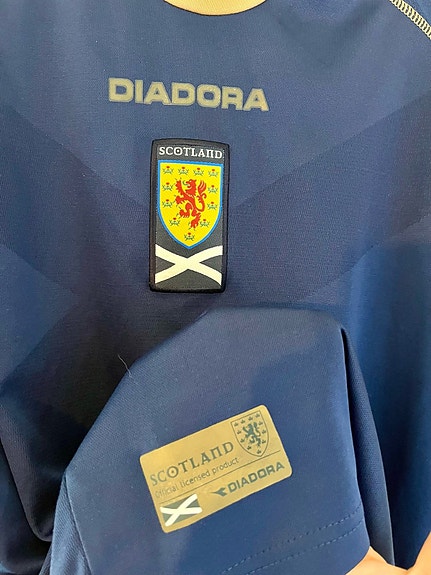 DIADORA
SCOTLAND
SCOTLAND
official licensed product
DIADORA